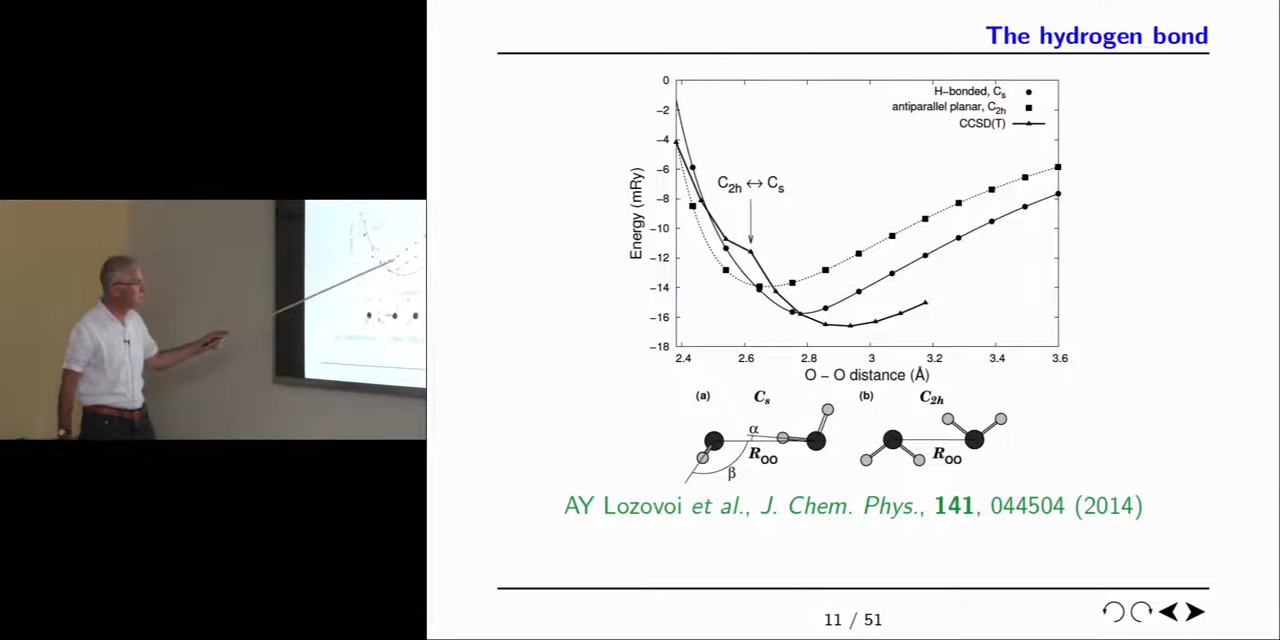 The hydrogen bond
H-bonded, Cs
antiparallel planar, C2h
CCSD(T)
C2h ↔ Cs
Energy (mRy)
0
−2
−4
−6
−8
−10
−12
−14
−16
−18
2.4 2.6 2.8 3 3.2 3.4 3.6
O – O distance (Å)
(a) Cs (b) C2h
α
ROO ROO
β
AY Lozovoi et al., J. Chem. Phys., 141, 044504 (2014)
11 / 51